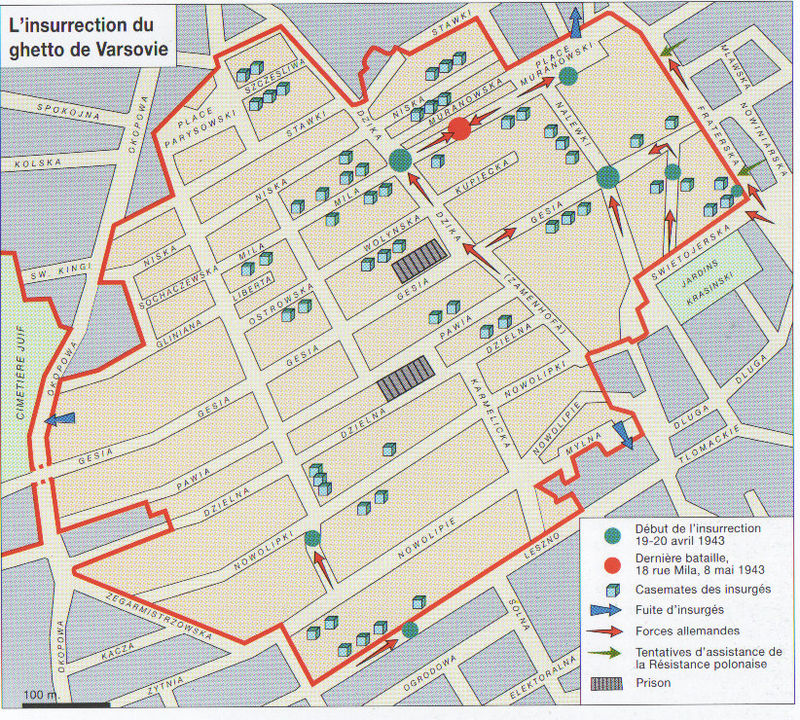 L'insurrection du
ghetto de Varsovie
STAWKI
PLACE
MURANOWSKI
SZCZESLIWA
SPOKOJNA
OKOPOWA
PLACE
PARYSOWSKI
STAWKI
DZIKA
NISKA
MURANOWSKA
NALEWKI
MLAWSKA
FRATERSKA
NOWINIARSKA
KOLSKA
NISKA
MILA
KUPIECKA
GESIA
WOLYNSKA
DZIKA
(ZAMENHOFA)
SWIETOJERSKA
JARDINS
KRASINSKI
NISKA
SW. KINGI
SOCHACZEWSKA
MILA
LIBERTA
OSTROWSKA
GESIA
GLINIANA
CIMETIÈRE JUIF
OKOPOWA
GESIA
PAWIA
DZIELNA
NOWOLIPKI
KARMELICKA
DLUGA
DLUGA
TLOMACKIE
NOWOLIPIE
MYLNA
GESIA
GESIA
DZIELNA
PAWIA
DZIELNA
NOWOLIPKI
NOWOLIPIE
LESZNO
ZEGARMISTRZOWSKA
OKOPOWA
KACZA
ZYTNIA
SOLNA
OGRODOWA
ELEKTORALNA
100 m.
Début de l'insurrection
19-20 avril 1943
Dernière bataille,
18 rue Mila, 8 mai 1943
Casemates des insurgés
Fuite d'insurgés
Forces allemandes
Tentatives d'assistance de
la Résistance polonaise
Prison